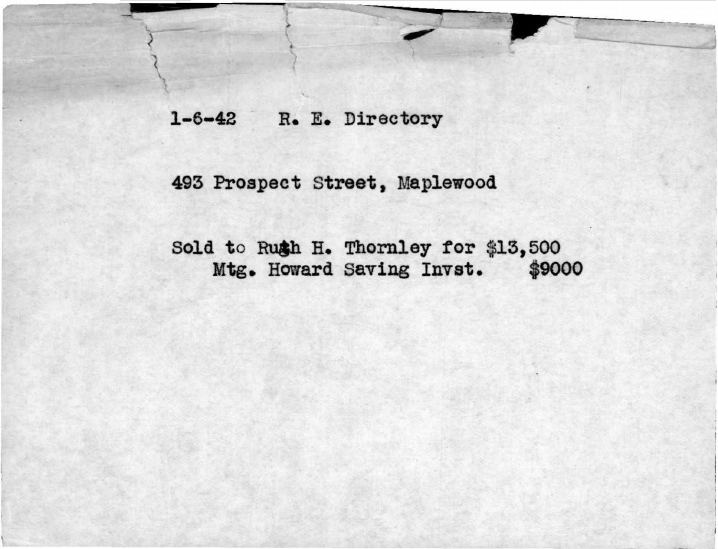 1-6-42 R. E. Directory
493 Prospect Street, Maplewood
Sold to Ruth H. Thornley for $13,500
Mtg. Howard Saving Invst. $9000